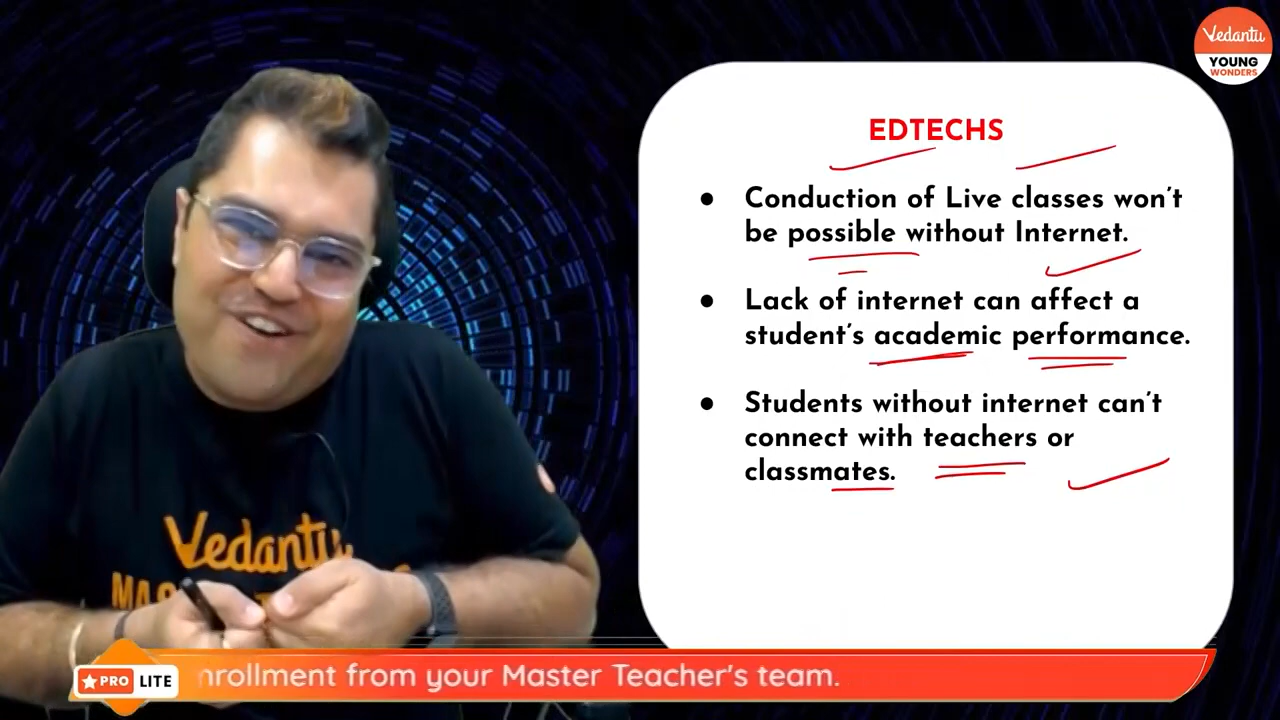 Vedantu
YOUNG
WONDERS
EDTECHS
● Conduction of Live classes won't
be possible without Internet.
● Lack of internet can affect a
student's academic performance.
● Students without internet can't
connect with teachers or
classmates.
Vedantu
PRO LITE
nrollment from your Master Teacher's team.